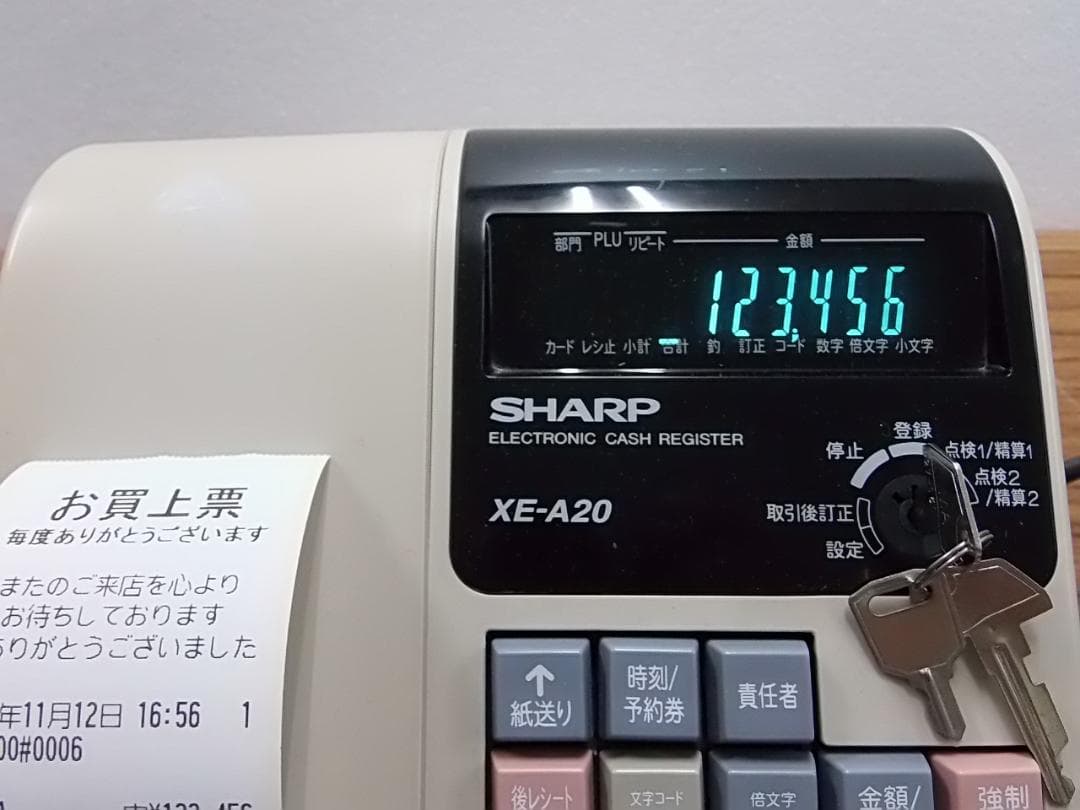 部門 PLU リピート 金額
123,456
カード レシ止 小計 合計 釣 訂正 コード 数字 倍文字 小文字
SHARP
ELECTRONIC CASH REGISTER
XE-A20
登録
停止
点検1/精算1
点検2
/精算2
取引後訂正
設定
お買上票
毎度ありがとうございます
またのご来店を心より
お待ちしております
ありがとうございました
年11月12日 16:56 1
00#0006
↑
紙送り
時刻/
予約券
責任者
後レシート
文字コード
倍文字
金額/
強制